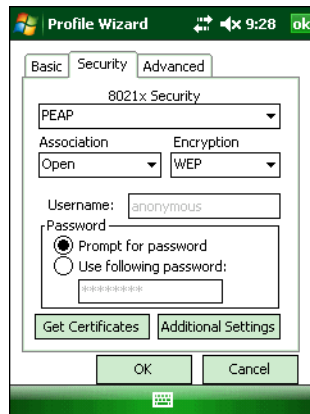 Profile Wizard 9:28 ok
Basic Security Advanced
8021x Security
PEAP
Association Encryption
Open WEP
Username: anonymous
Password
Prompt for password
Use following password:
********
Get Certificates Additional Settings
OK Cancel